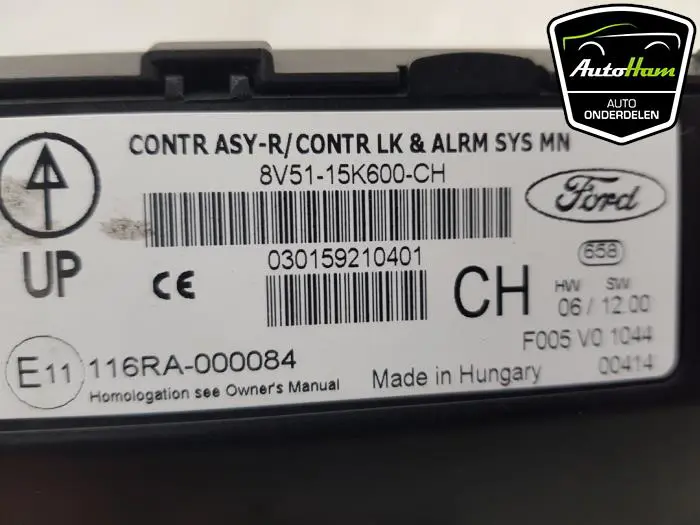 AutoHam
AUTO
ONDERDELEN
CONTR ASY-R/CONTR LK & ALRM SYS MN
8V51-15K600-CH
Ford
UP
CE
030159210401
CH
658
HW SW
06 / 12.00
F005 V0 1044
00414
E11
116RA-000084
Homologation see Owner's Manual
Made in Hungary